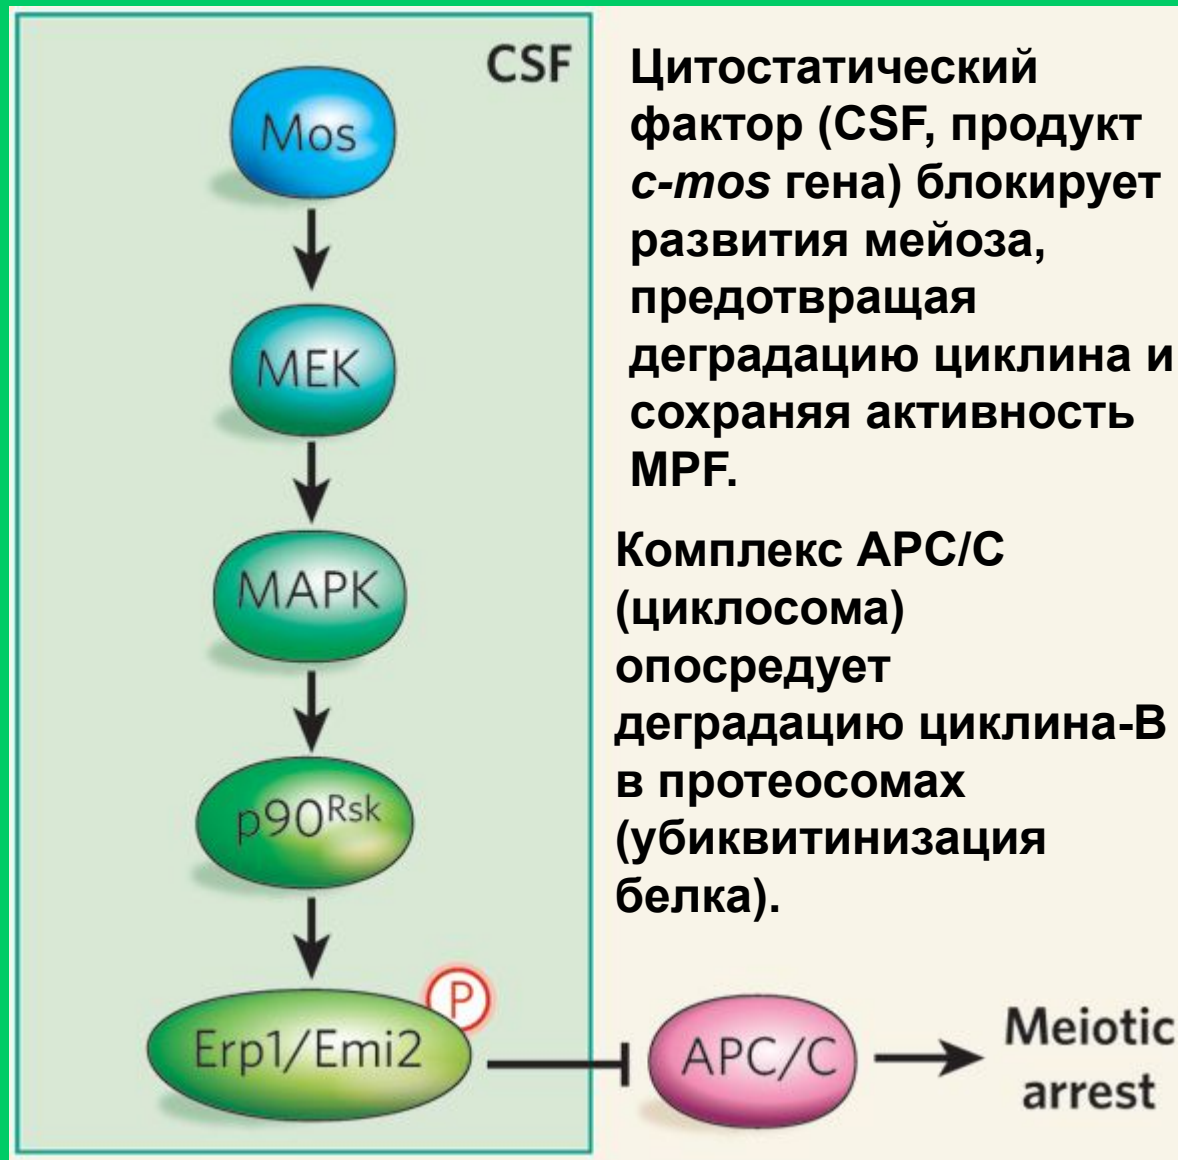 CSF
Mos
MEK
MAPK
p90Rsk
P
Erp1/Emi2
APC/C
Meiotic
arrest
Цитостатический
фактор (CSF, продукт
c-mos гена) блокирует
развития мейоза,
предотвращая
деградацию циклина и
сохраняя активность
MPF.
Комплекс APC/C
(циклосома)
опосредует
деградацию циклина-B
в протеосомах
(убиквитинизация
белка).